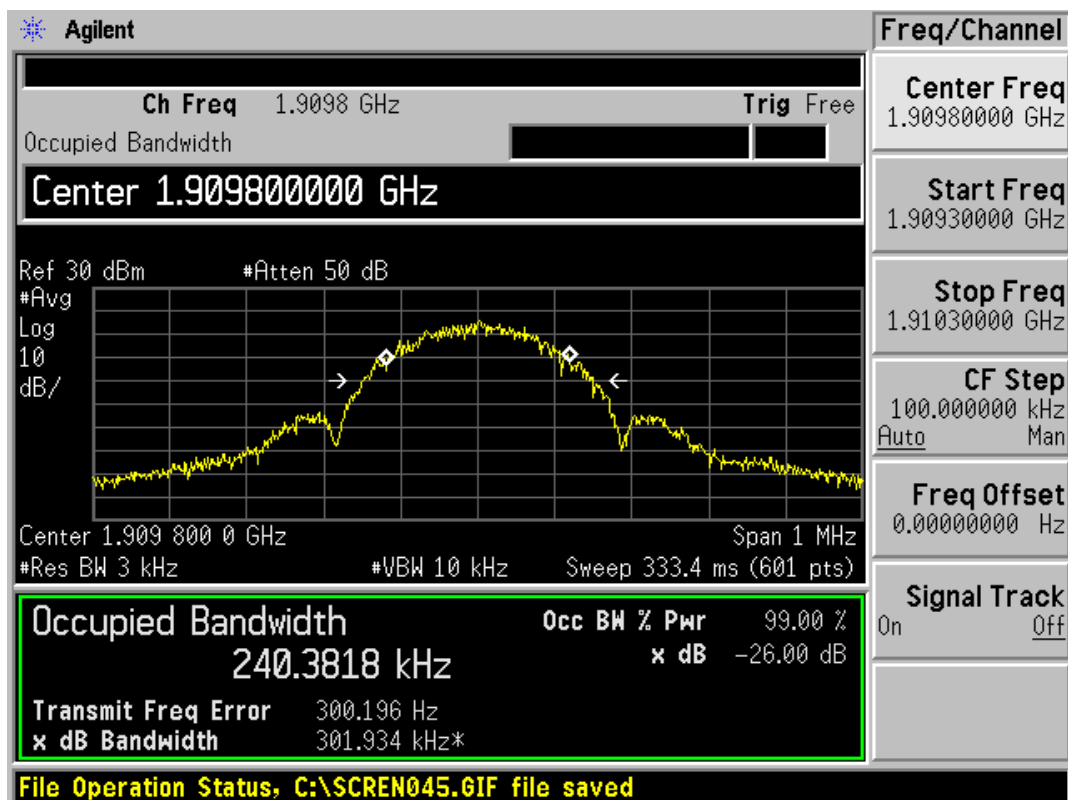 Agilent
Freq/Channel
Ch Freq 1.9098 GHz Trig Free
Occupied Bandwidth
Center 1.909800000 GHz
Ref 30 dBm #Atten 50 dB
#Avg
Log
10
dB/
Center 1.909 800 0 GHz Span 1 MHz
#Res BW 3 kHz #VBW 10 kHz Sweep 333.4 ms (601 pts)
Occupied Bandwidth Occ BW % Pwr 99.00 %
240.3818 kHz x dB -26.00 dB
Transmit Freq Error 300.196 Hz
x dB Bandwidth 301.934 kHz*
File Operation Status, C:\SCREN045.GIF file saved
Center Freq
1.90980000 GHz
Start Freq
1.90930000 GHz
Stop Freq
1.91030000 GHz
CF Step
100.000000 kHz
Auto Man
Freq Offset
0.00000000 Hz
Signal Track
On Off